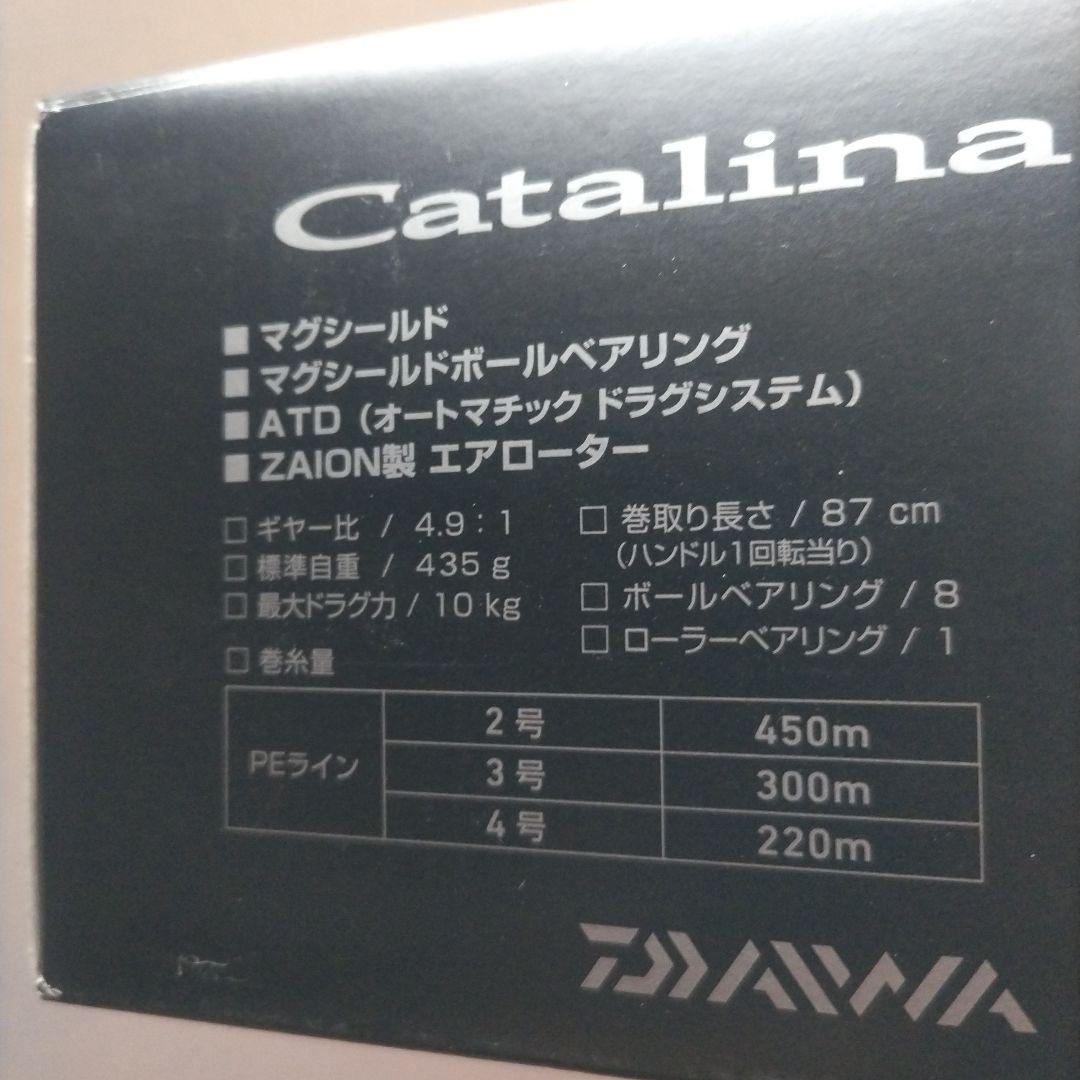 Catalina
■ マグシールド
■ マグシールドボールベアリング
■ ATD（オートマチック ドラグシステム）
■ ZAION製 エアローター
□ ギヤー比 / 4.9：1
□ 標準自重 / 435 g
□ 最大ドラグ力 / 10 kg
□ 巻取り長さ / 87 cm
（ハンドル1回転当り）
□ ボールベアリング / 8
□ ローラーベアリング / 1
□ 巻糸量
PEライン
2号 450m
3号 300m
4号 220m
DAIWA